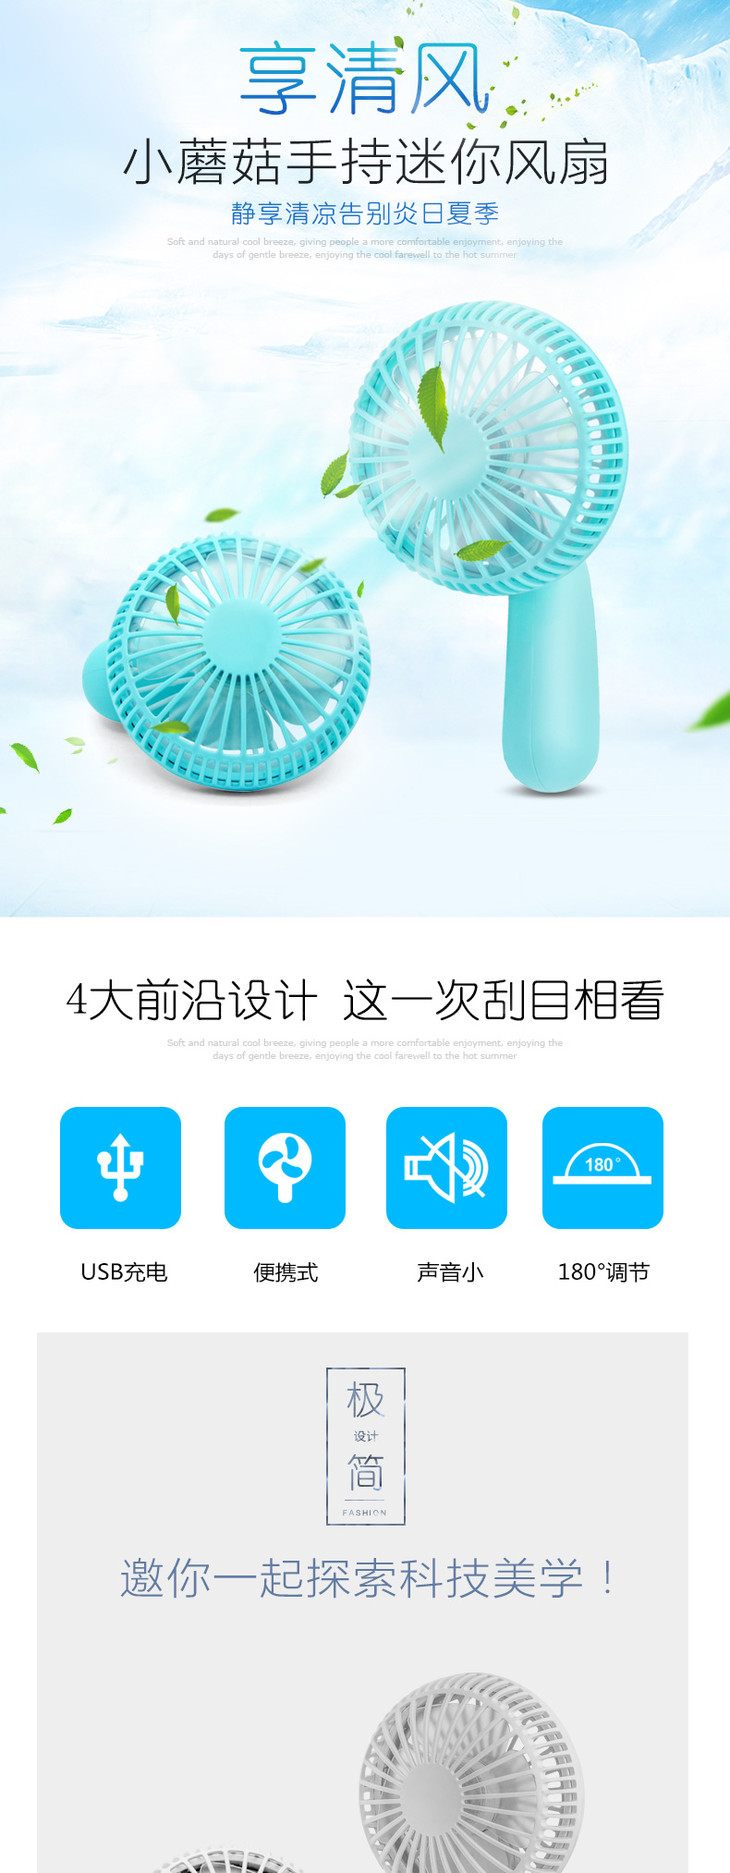 享清风
小蘑菇手持迷你风扇
静享清凉告别炎日夏季
Soft and natural cool breeze, giving people a more comfortable enjoyment, enjoying the
days of gentle breeze, enjoying the cool farewell to the hot summer
4大前沿设计 这一次刮目相看
Soft and natural cool breeze, giving people a more comfortable enjoyment, enjoying the
days of gentle breeze, enjoying the cool farewell to the hot summer
180°
USB充电 便携式 声音小 180°调节
极
设计
简
FASHION
邀你一起探索科技美学！